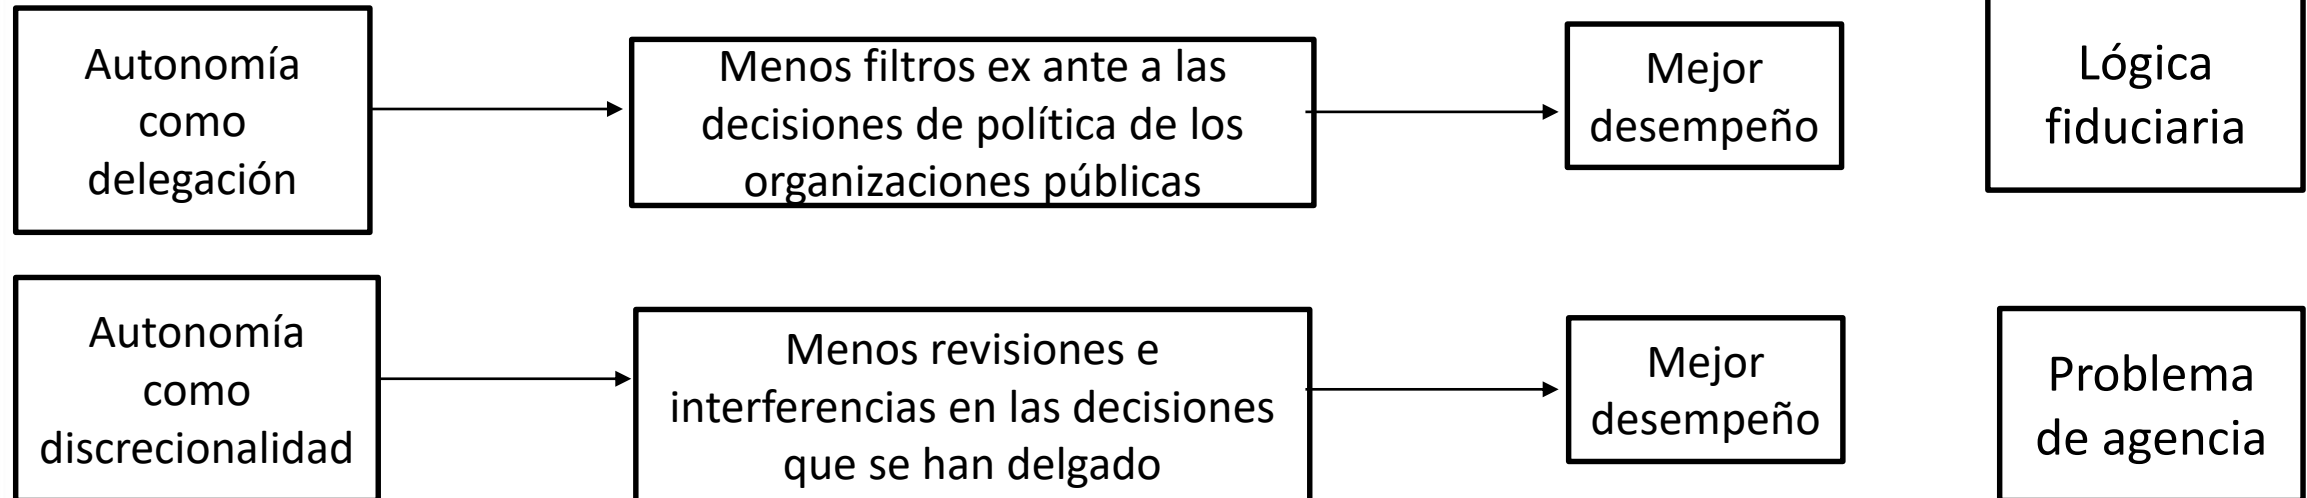 Autonomía
como
delegación
Menos filtros ex ante a las
decisiones de política de los
organizaciones públicas
Mejor
desempeño
Lógica
fiduciaria
Autonomía
como
discrecionalidad
Menos revisiones e
interferencias en las decisiones
que se han delgado
Mejor
desempeño
Problema
de agencia